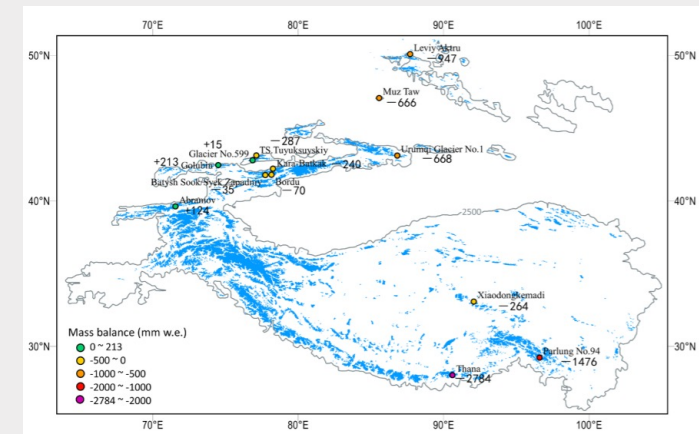 70°E 80°E 90°E 100°E
50°N 50°N
Leviy Aktru
−947
Muz Taw
−666
−287
+15
TS.Tuyuksuyskiy
Glacier No.599
Urumqi Glacier No.1
−668
+213 Golubin
Kara-Batkak
−240
Batysh Sook/Syek Zapadniy
Bordu
−35
−70
40°N 40°N
Abramov
+124
2500
Xiaodongkemadi
−264
Mass balance (mm w.e.)
0 ~ 213
-500 ~ 0
-1000 ~ -500
-2000 ~ -1000
-2784 ~ -2000
30°N 30°N
Parlung No.94
−1476
Thana
−2784
70°E 80°E 90°E 100°E